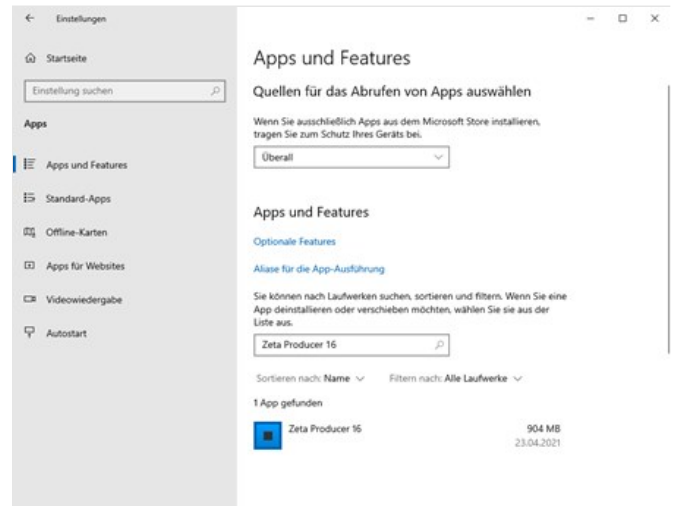 Einstellungen
Startseite
Einstellung suchen
Apps
Apps und Features
Standard-Apps
Offline-Karten
Apps für Websites
Videowiedergabe
Autostart
Apps und Features
Quellen für das Abrufen von Apps auswählen
Wenn Sie ausschließlich Apps aus dem Microsoft Store installieren,
tragen Sie zum Schutz Ihres Geräts bei.
Überall
Apps und Features
Optionale Features
Aliase für die App-Ausführung
Sie können nach Laufwerken suchen, sortieren und filtern. Wenn Sie eine
App deinstallieren oder verschieben möchten, wählen Sie sie aus der
Liste aus.
Zeta Producer 16
Sortieren nach: Name Filtern nach: Alle Laufwerke
1 App gefunden
Zeta Producer 16 904 MB
23.04.2021